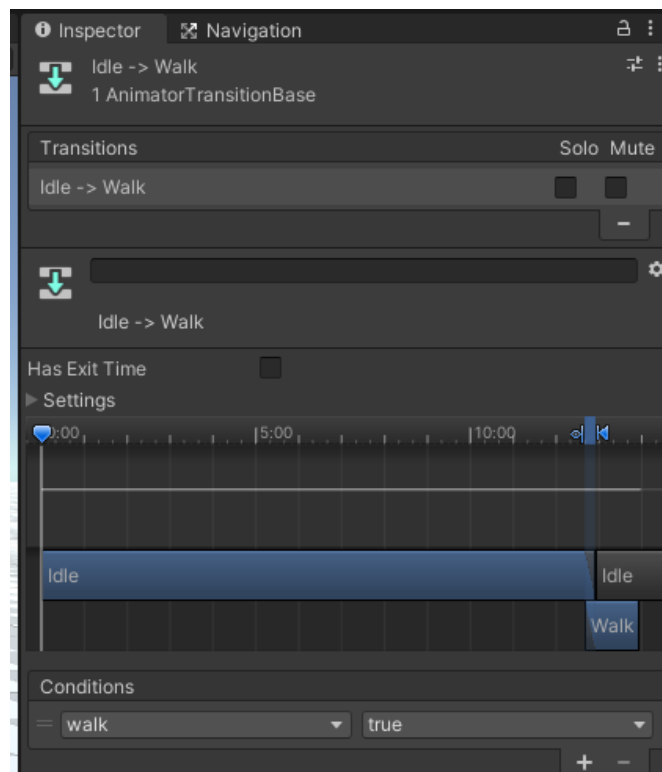 Inspector Navigation
Idle -> Walk
1 AnimatorTransitionBase
Transitions Solo Mute
Idle -> Walk
Idle -> Walk
Has Exit Time
Settings
0:00 5:00 10:00
Idle Idle
Walk
Conditions
walk true